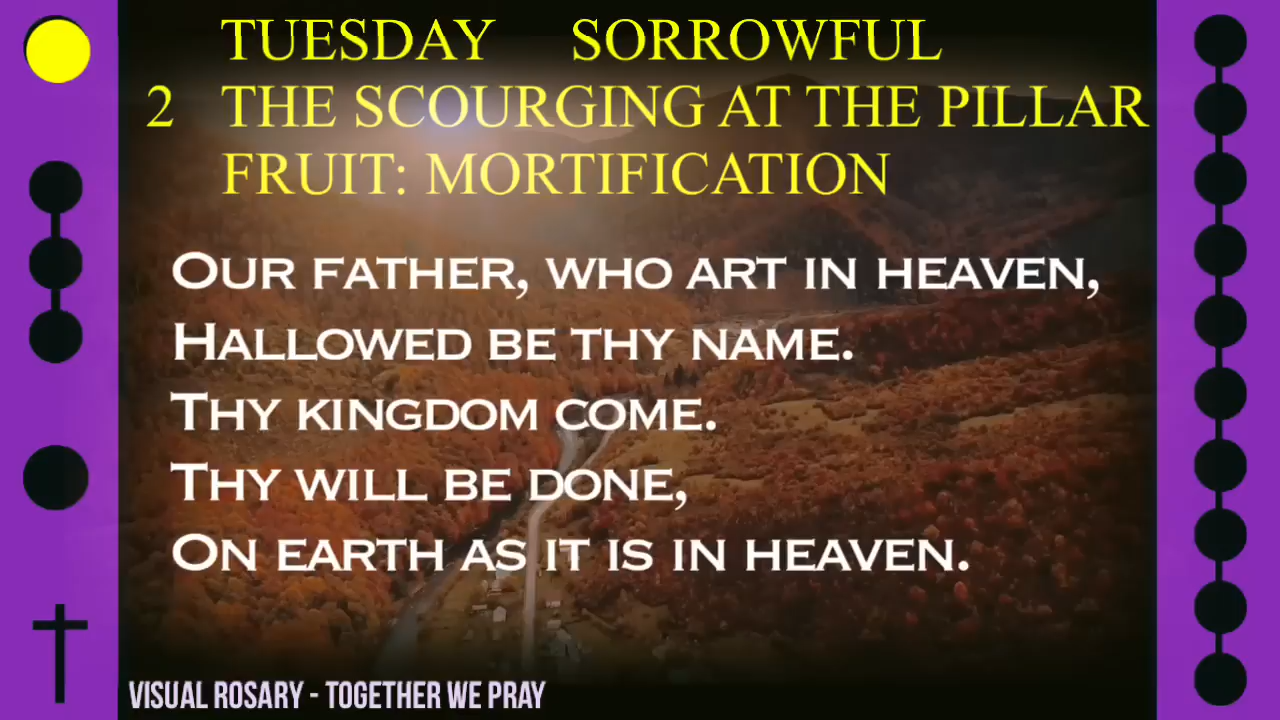 TUESDAY SORROWFUL
2 THE SCOURGING AT THE PILLAR
FRUIT: MORTIFICATION
OUR FATHER, WHO ART IN HEAVEN,
HALLOWED BE THY NAME.
THY KINGDOM COME.
THY WILL BE DONE,
ON EARTH AS IT IS IN HEAVEN.
VISUAL ROSARY - TOGETHER WE PRAY